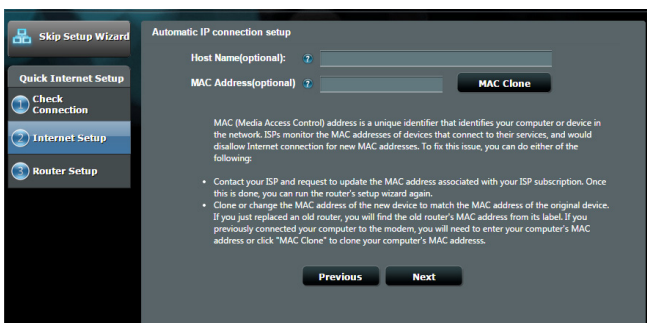 Skip Setup Wizard
Quick Internet Setup
1 Check
Connection
2 Internet Setup
3 Router Setup
Automatic IP connection setup
Host Name(optional): ?
MAC Address(optional) ? MAC Clone
MAC (Media Access Control) address is a unique identifier that identifies your computer or device in
the network. ISPs monitor the MAC addresses of devices that connect to their services, and would
disallow Internet connection for new MAC addresses. To fix this issue, you can do either of the
following:
• Contact your ISP and request to update the MAC address associated with your ISP subscription. Once
this is done, you can run the router's setup wizard again.
• Clone or change the MAC address of the new device to match the MAC address of the original device.
If you just replaced an old router, you will find the old router's MAC address from its label. If you
previously connected your computer to the modem, you will need to enter your computer's MAC
address or click "MAC Clone" to clone your computer's MAC addresss.
Previous Next